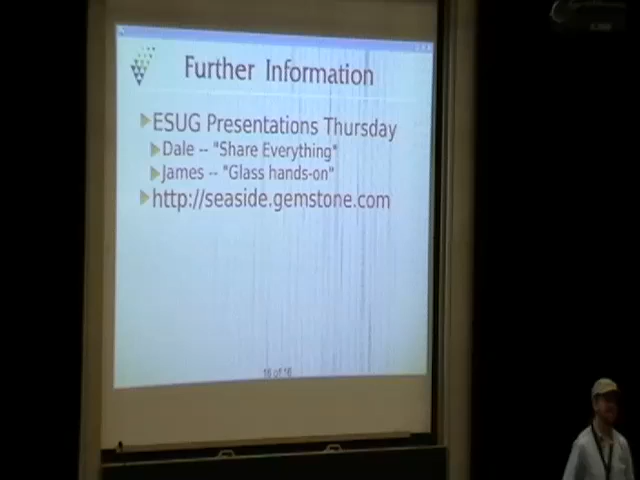 Further Information
ESUG Presentations Thursday
Dale -- "Share Everything"
James -- "Glass hands-on"
http://seaside.gemstone.com
16 of 16